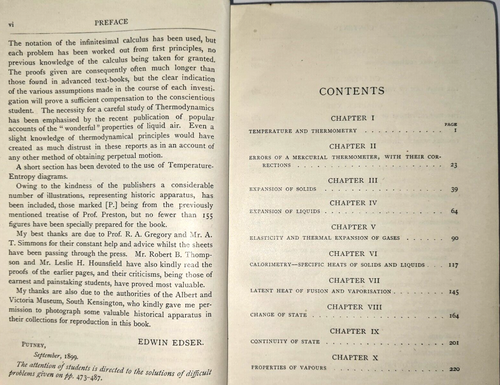 vi PREFACE
The notation of the infinitesimal calculus has been used, but
each problem has been worked out from first principles, no
previous knowledge of the calculus being taken for granted.
The proofs given are consequently often much longer than
those found in advanced text-books, but the clear indication
of the various assumptions made in the course of each investi-
gation will prove a sufficient compensation to the conscientious
student. The necessity for a careful study of Thermodynamics
has been emphasised by the recent publication of popular
accounts of the "wonderful" properties of liquid air. Even a
slight knowledge of thermodynamical principles would have
created as much distrust in these reports as in an account of
any other method of obtaining perpetual motion.
A short section has been devoted to the use of Temperature-
Entropy diagrams.
Owing to the kindness of the publishers a considerable
number of illustrations, representing historic apparatus, has
been included, those marked [P.] being from the previously
mentioned treatise of Prof. Preston, but no fewer than 155
figures have been specially prepared for the book.
My best thanks are due to Prof. R. A. Gregory and Mr. A.
T. Simmons for their constant help and advice whilst the sheets
have been passing through the press. Mr. Robert B. Thomp-
son and Mr. Leslie H. Hounsfield have also kindly read the
proofs of the earlier pages, and their criticisms, being those of
earnest and painstaking students, have proved most valuable.
My thanks are also due to the authorities of the Albert and
Victoria Museum, South Kensington, who kindly gave me per-
mission to photograph some valuable historical apparatus in
their collections for reproduction in this book.
EDWIN EDSER.
PUTNEY,
September, 1899.
The attention of students is directed to the solutions of difficult
problems given on pp. 473-487.
CONTENTS
CHAPTER I
PAGE
TEMPERATURE AND THERMOMETRY . . . . . . . . . . 1
CHAPTER II
ERRORS OF A MERCURIAL THERMOMETER, WITH THEIR COR-
RECTIONS . . . . . . . . . . 23
CHAPTER III
EXPANSION OF SOLIDS . . . . . . . . . . 39
CHAPTER IV
EXPANSION OF LIQUIDS . . . . . . . . . . 64
CHAPTER V
ELASTICITY AND THERMAL EXPANSION OF GASES . . . . . . 90
CHAPTER VI
CALORIMETRY—SPECIFIC HEATS OF SOLIDS AND LIQUIDS . . . . 117
CHAPTER VII
LATENT HEAT OF FUSION AND VAPORISATION . . . . . . 145
CHAPTER VIII
CHANGE OF STATE . . . . . . . . . . 164
CHAPTER IX
CONTINUITY OF STATE . . . . . . . . . . 201
CHAPTER X
PROPERTIES OF VAPOURS . . . . . . . . . . 220